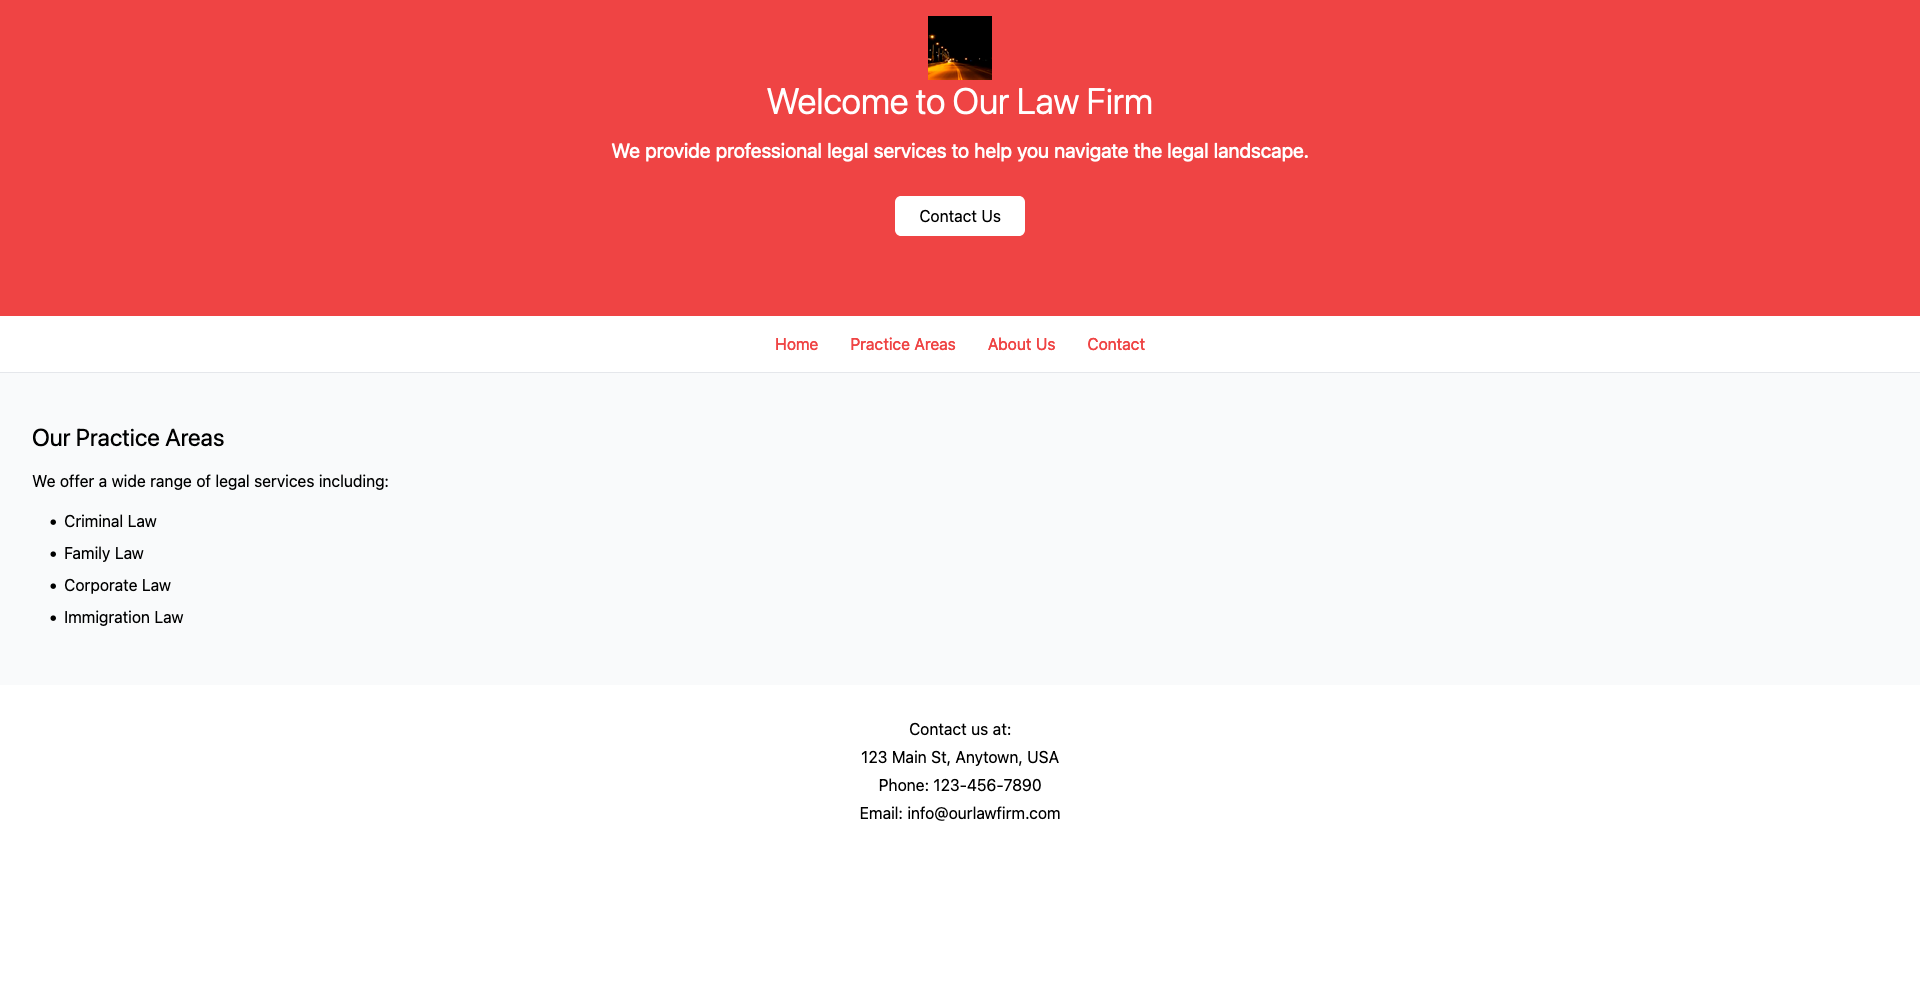 Welcome to Our Law Firm
We provide professional legal services to help you navigate the legal landscape.
Contact Us
Home Practice Areas About Us Contact
Our Practice Areas
We offer a wide range of legal services including:
• Criminal Law
• Family Law
• Corporate Law
• Immigration Law
Contact us at:
123 Main St, Anytown, USA
Phone: 123-456-7890
Email: info@ourlawfirm.com